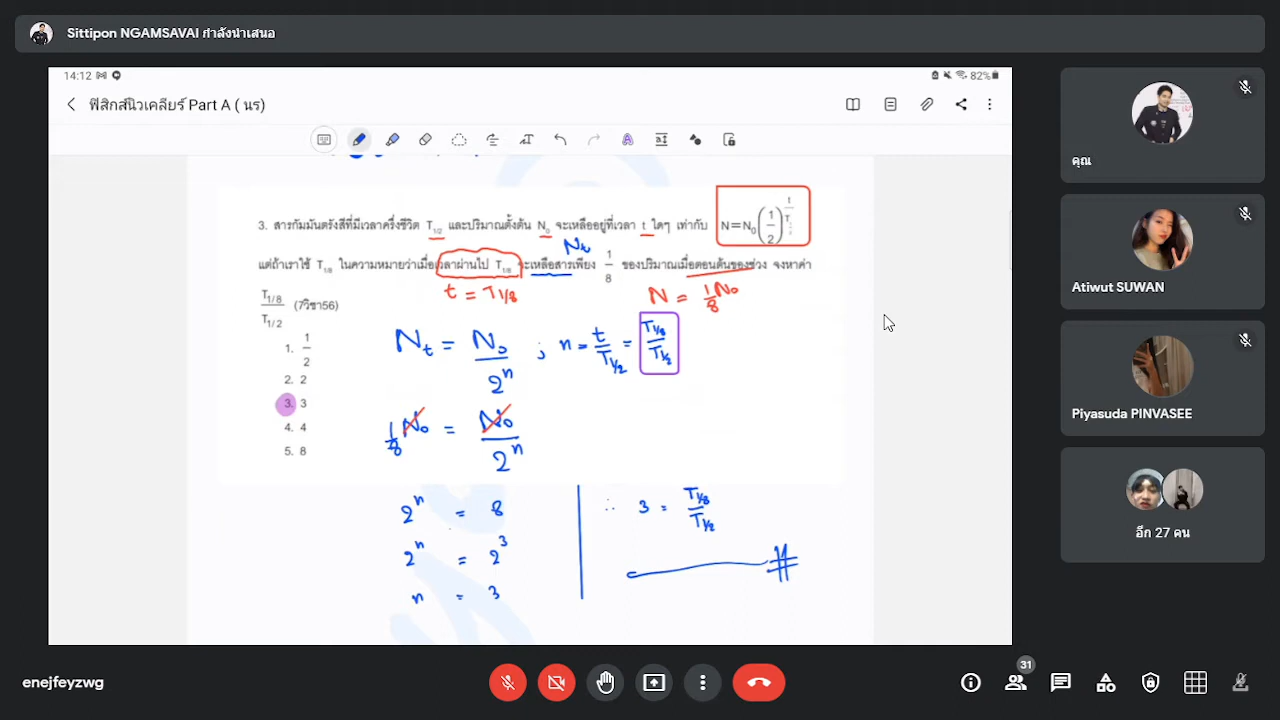 Sittipon NGAMSAVAI กำลังนำเสนอ
14:12
82%
ฟิสิกส์นิวเคลียร์ Part A ( นร)
3. สารกัมมันตรังสีที่มีเวลาครึ่งชีวิต T1/2 และปริมาณตั้งต้น N0 จะเหลืออยู่ที่เวลา t ใดๆ เท่ากับ N=N0(1/2)^(t/T1/2)
Nt
แต่ถ้าเราใช้ T1/8 ในความหมายว่าเมื่อเวลาผ่านไป T1/8 จะเหลือสารเพียง 1/8 ของปริมาณเมื่อตอนต้นของช่วง จงหาค่า
t = T1/8 N = 1/8 N0
T1/8 / T1/2 (7วิชา56)
1. 1/2
2. 2
3. 3
4. 4
5. 8
Nt = N0/2^n ; n = t/T1/2 = T1/8 / T1/2
1/8 N0 = N0/2^n
2^n = 8
2^n = 2^3
n = 3
∴ 3 = T1/8 / T1/2
คุณ
Atiwut SUWAN
Piyasuda PINVASEE
อีก 27 คน
enejfeyzwg
31